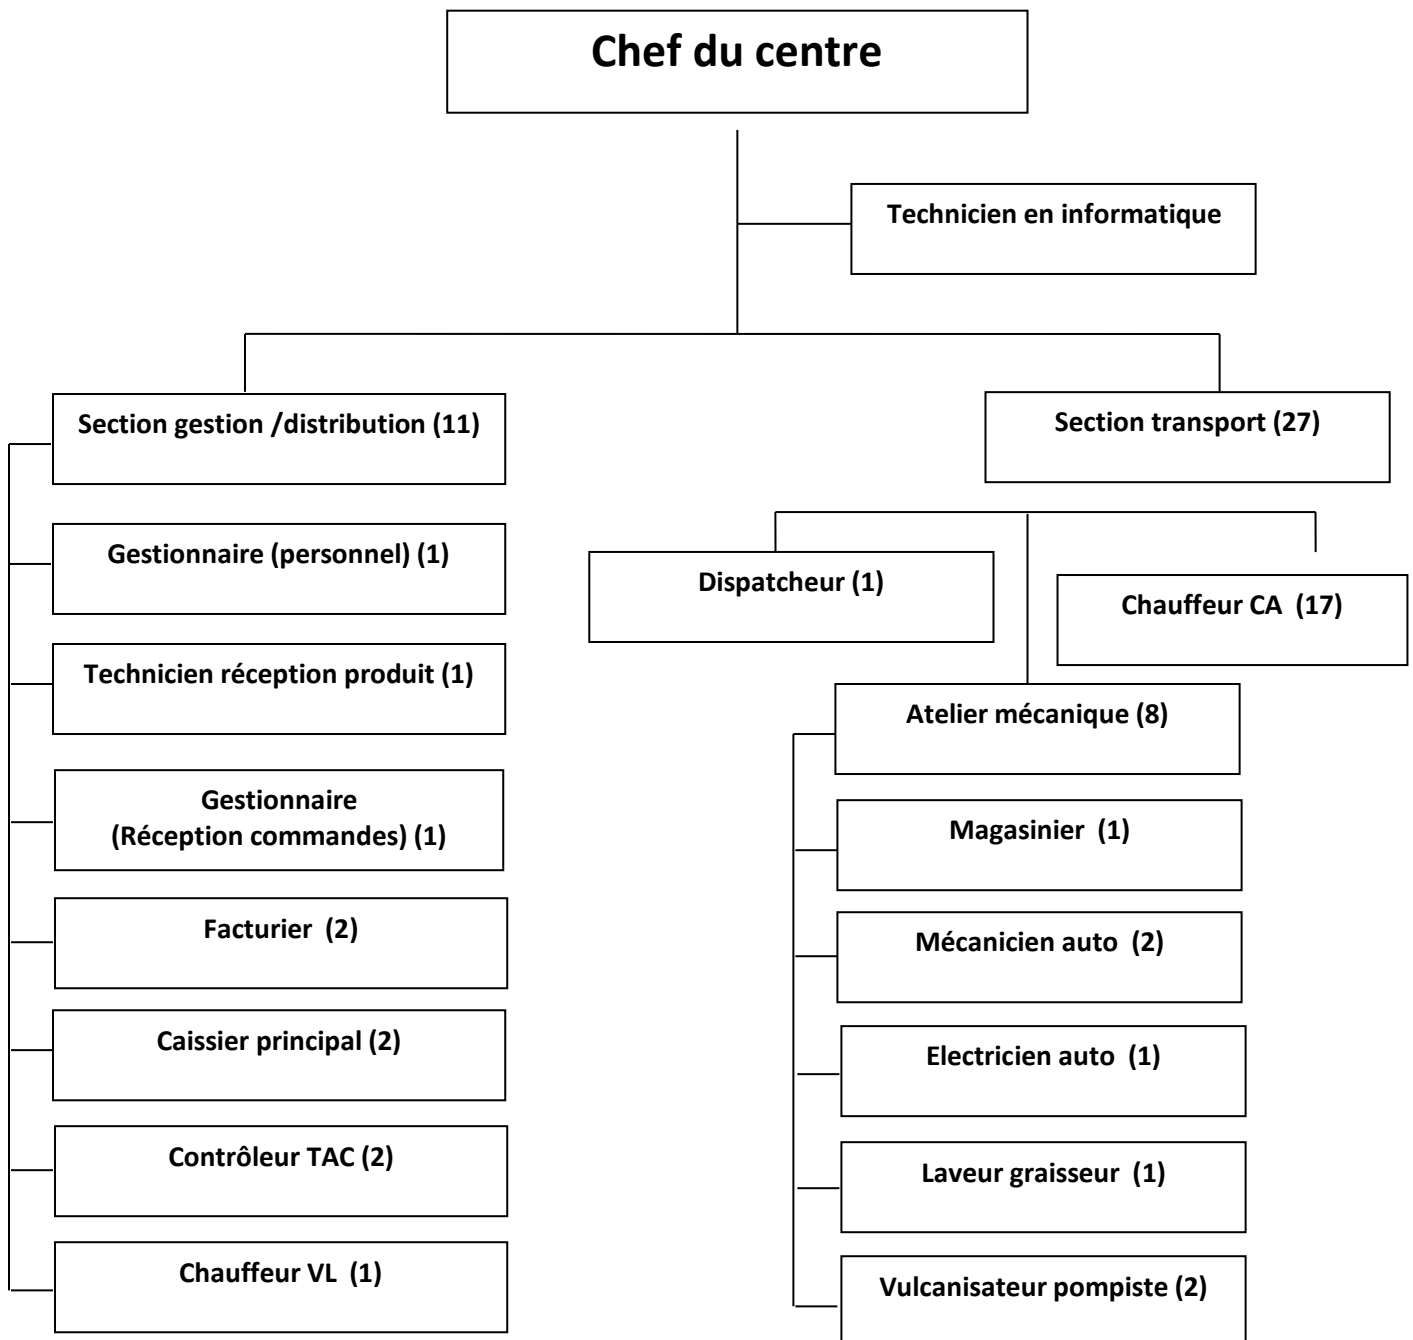 Chef du centre
Technicien en informatique
Section gestion /distribution (11)
Section transport (27)
Gestionnaire (personnel) (1)
Dispatcheur (1)
Chauffeur CA (17)
Technicien réception produit (1)
Atelier mécanique (8)
Gestionnaire
(Réception commandes) (1)
Magasinier (1)
Facturier (2)
Mécanicien auto (2)
Caissier principal (2)
Electricien auto (1)
Contrôleur TAC (2)
Laveur graisseur (1)
Chauffeur VL (1)
Vulcanisateur pompiste (2)